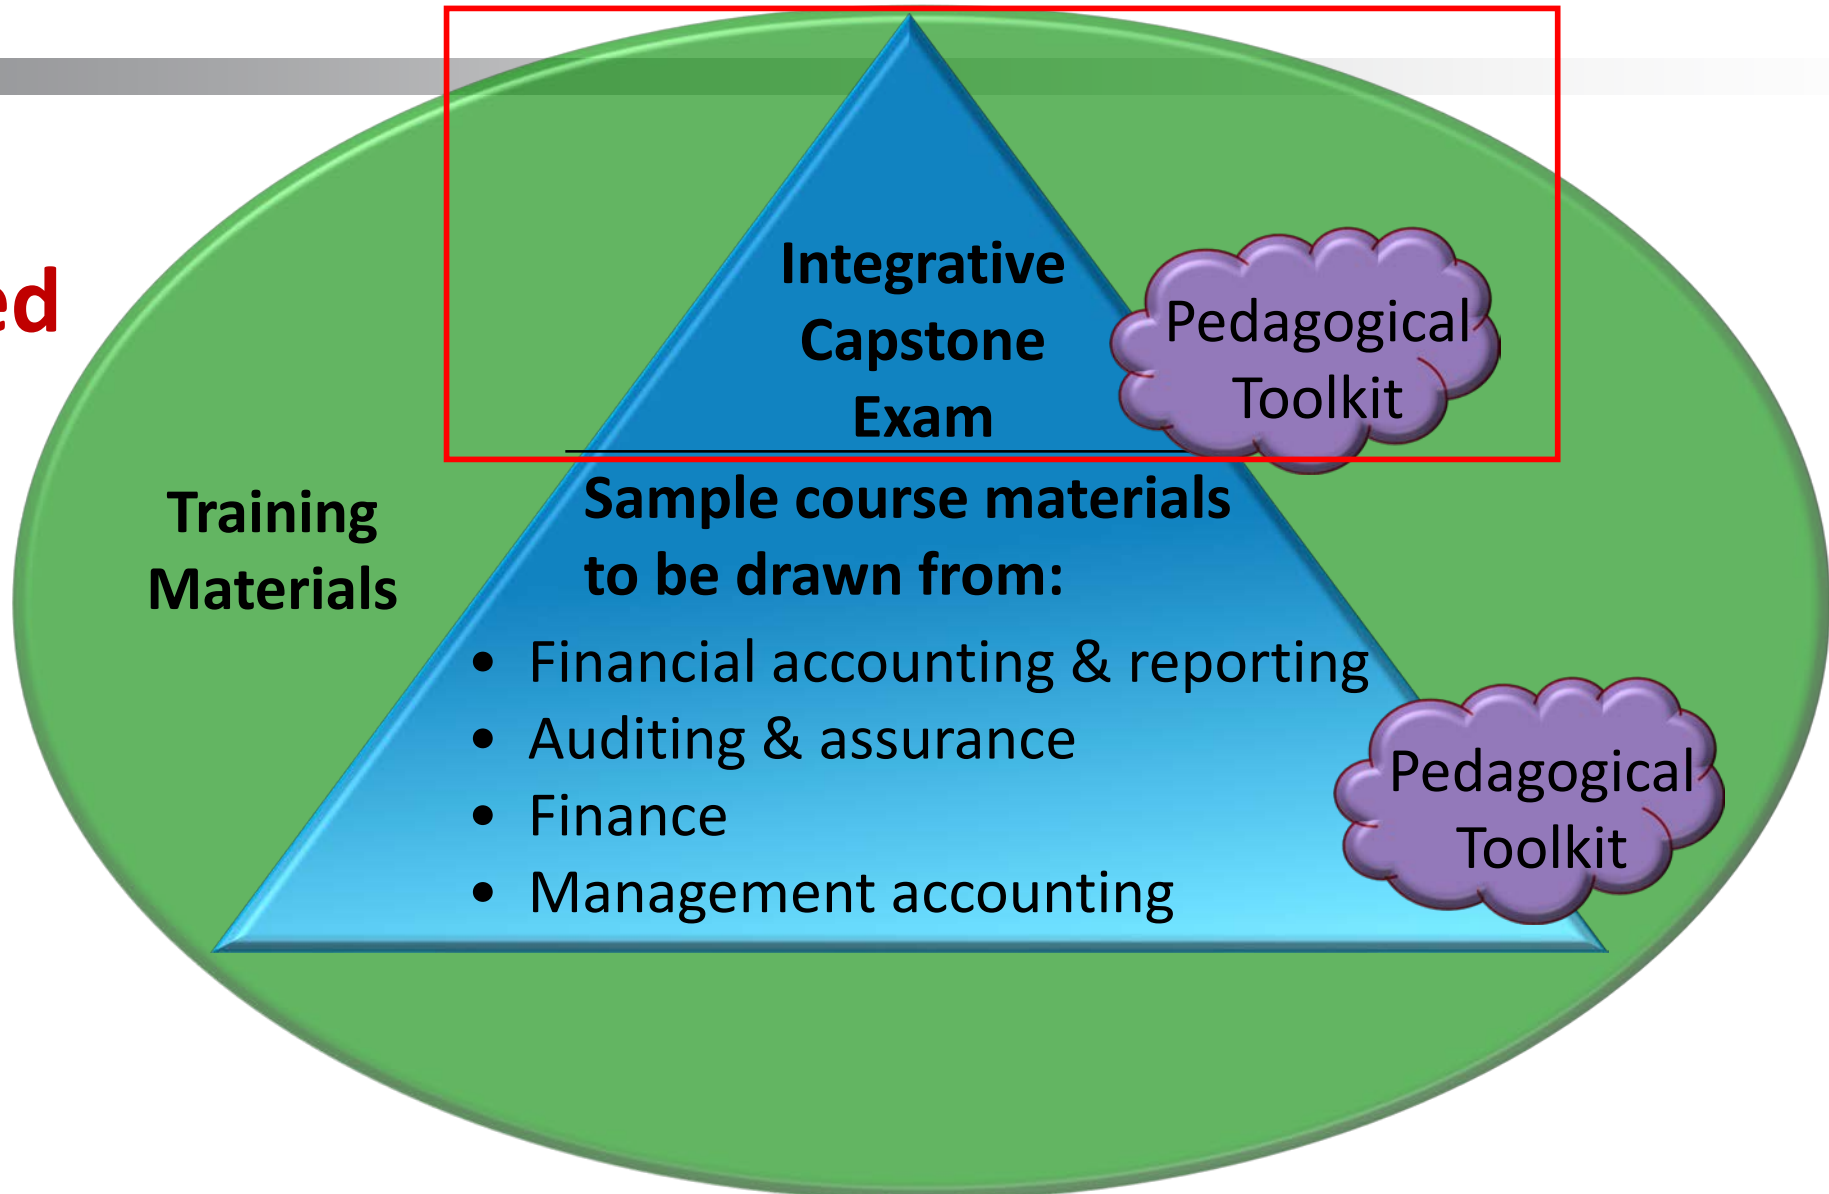 ed
Integrative
Capstone
Exam
Pedagogical
Toolkit
Training
Materials
Sample course materials
to be drawn from:
• Financial accounting & reporting
• Auditing & assurance
• Finance
• Management accounting
Pedagogical
Toolkit